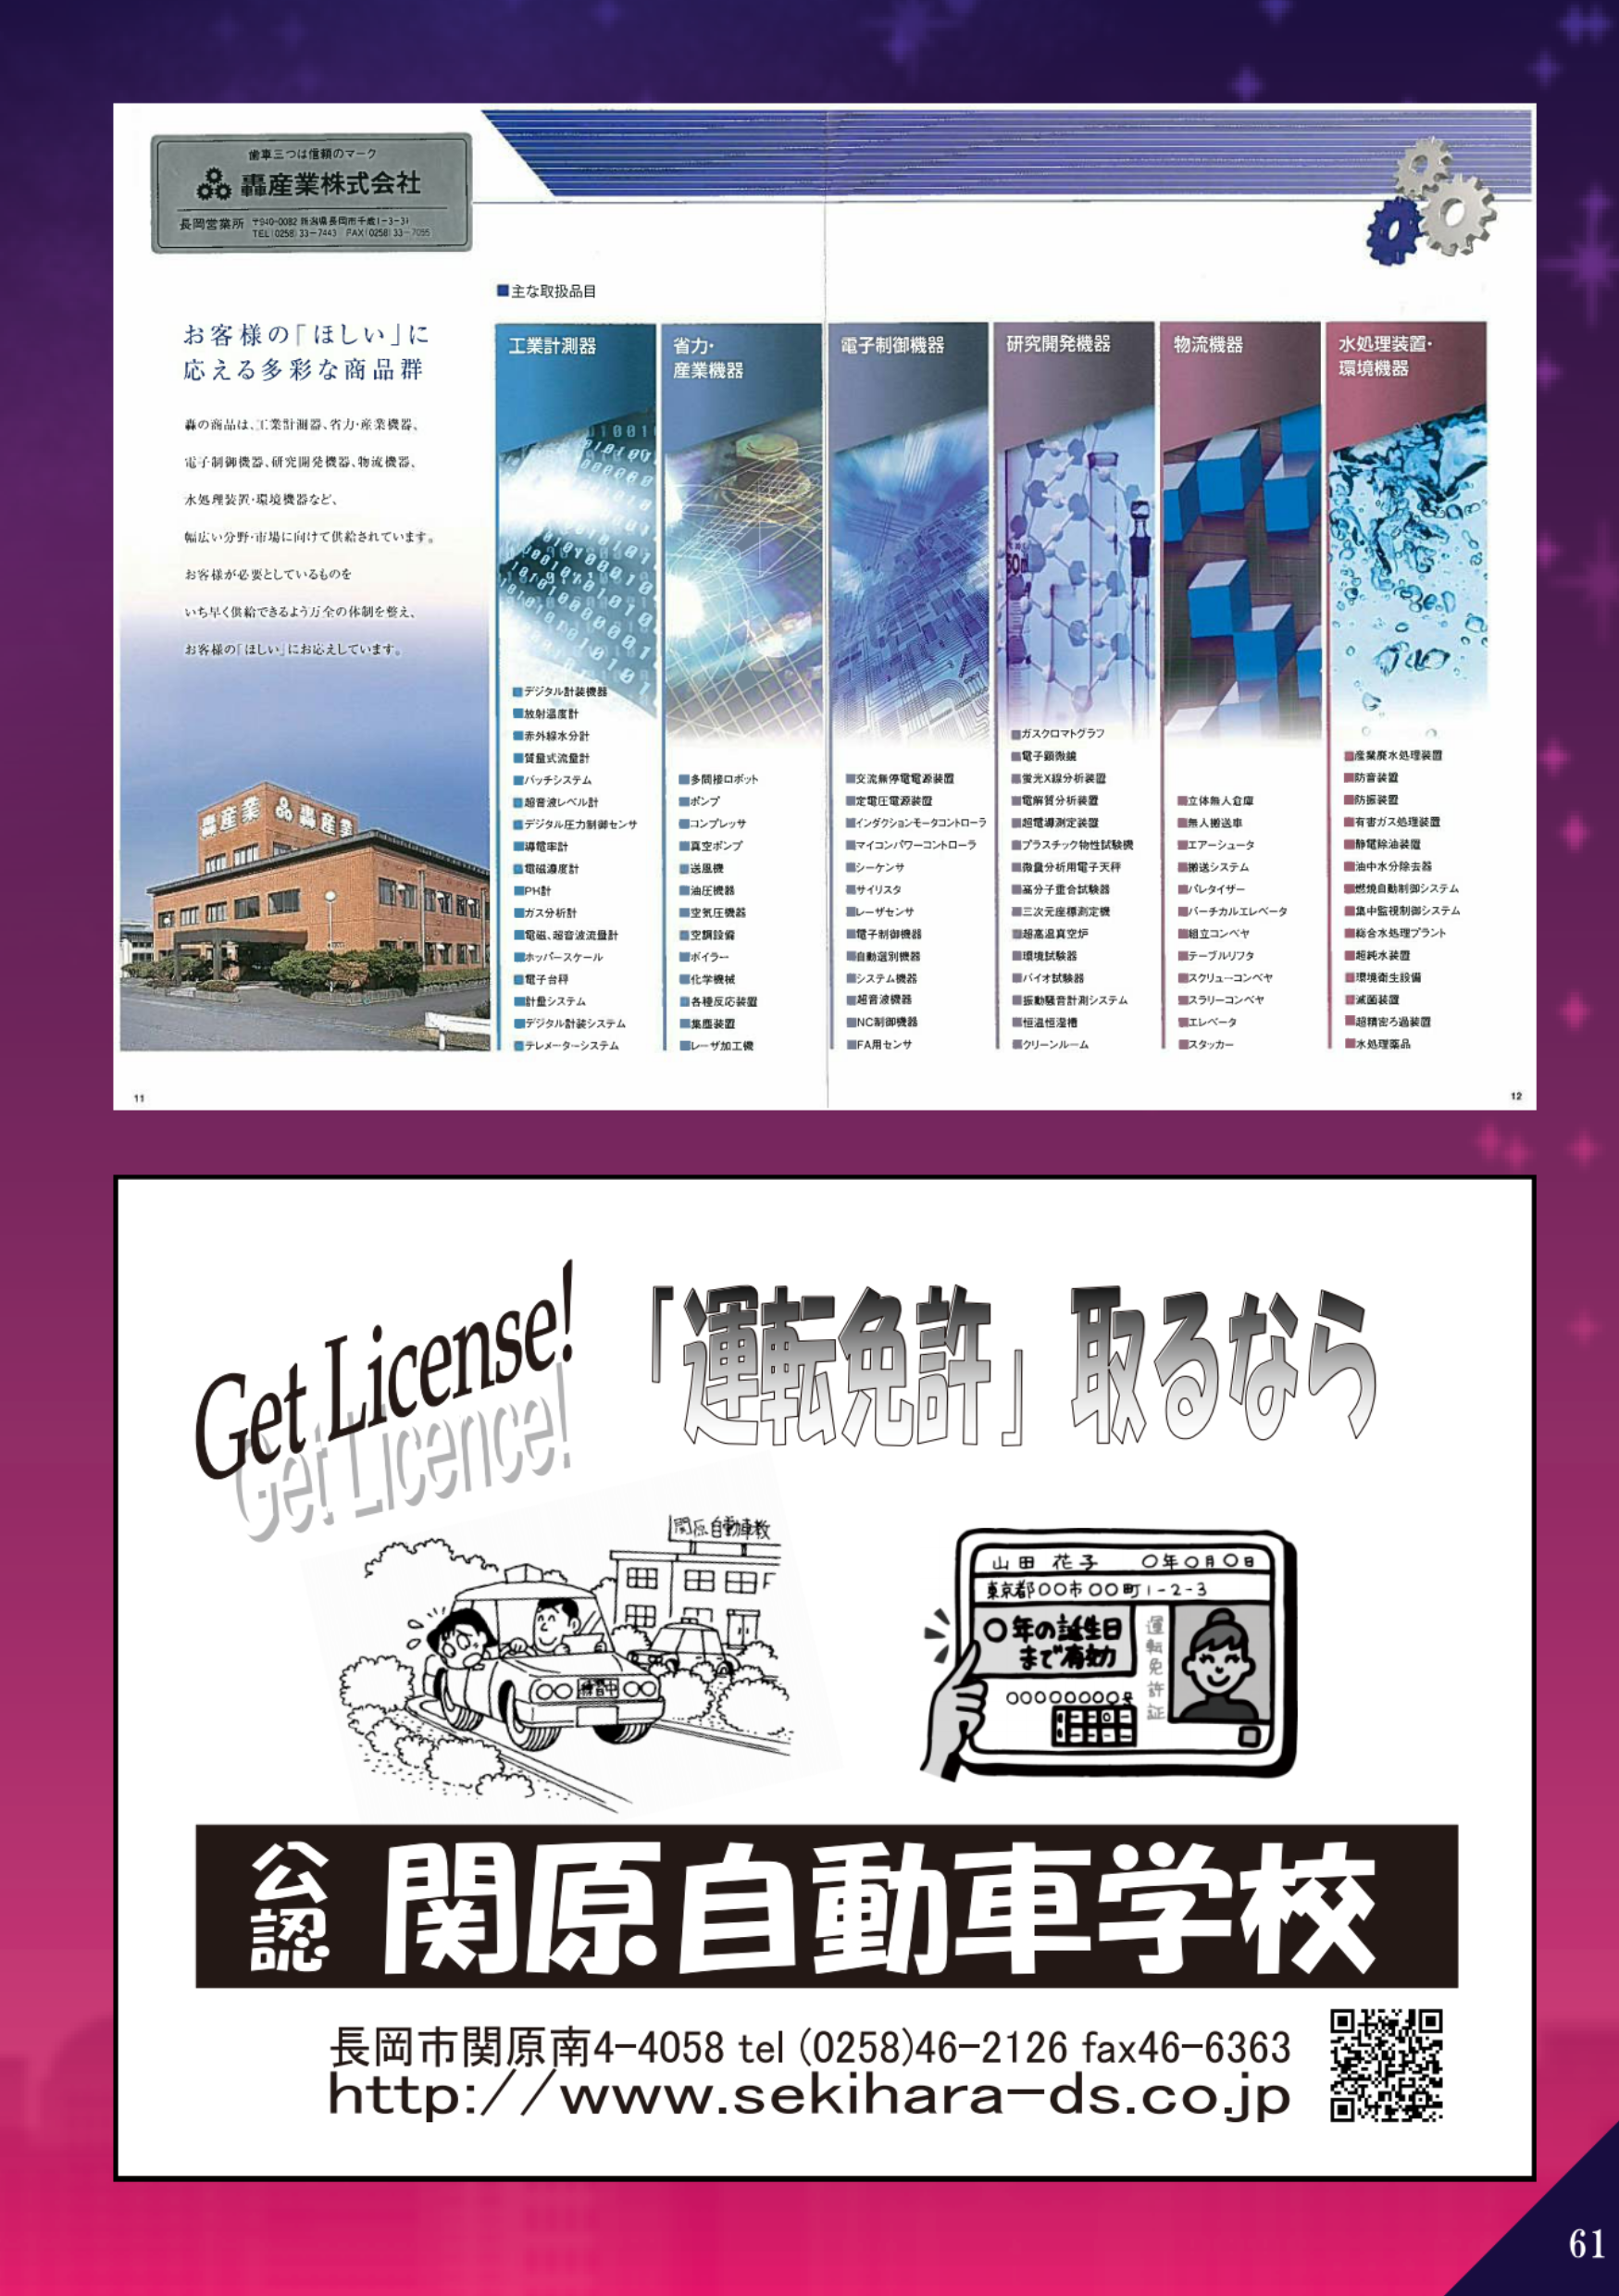 歯車三つは信頼のマーク
轟産業株式会社
長岡営業所 〒940-0082 新潟県長岡市千歳1-3-31
TEL(0258)33-7443 FAX(0258)33-7055
お客様の「ほしい」に
応える多彩な商品群
轟の商品は、工業計測器、省力・産業機器、
電子制御機器、研究開発機器、物流機器、
水処理装置・環境機器など、
幅広い分野・市場に向けて供給されています。
お客様が必要としているものを
いち早く供給できるよう万全の体制を整え、
お客様の「ほしい」にお応えしています。
轟産業 轟産業
■主な取扱品目
工業計測器
■デジタル計装機器
■放射温度計
■赤外線水分計
■質量式流量計
■バッチシステム
■超音波レベル計
■デジタル圧力制御センサ
■導電率計
■電磁濃度計
■PH計
■ガス分析計
■電磁、超音波流量計
■ホッパースケール
■電子台秤
■計量システム
■デジタル計装システム
■テレメーターシステム
省力・
産業機器
■多関接ロボット
■ポンプ
■コンプレッサ
■真空ポンプ
■送風機
■油圧機器
■空気圧機器
■空調設備
■ボイラー
■化学機械
■各種反応装置
■集塵装置
■レーザ加工機
電子制御機器
■交流無停電電源装置
■定電圧電源装置
■インダクションモータコントローラ
■マイコンパワーコントローラ
■シーケンサ
■サイリスタ
■レーザセンサ
■電子制御機器
■自動選別機器
■システム機器
■超音波機器
■NC制御機器
■FA用センサ
研究開発機器
■ガスクロマトグラフ
■電子顕微鏡
■蛍光X線分析装置
■電解質分析装置
■超電導測定装置
■プラスチック物性試験機
■微量分析用電子天秤
■高分子重合試験器
■三次元座標測定機
■超高温真空炉
■環境試験器
■バイオ試験器
■振動騒音計測システム
■恒温恒湿槽
■クリーンルーム
物流機器
■立体無人倉庫
■無人搬送車
■エアーシュータ
■搬送システム
■パレタイザー
■バーチカルエレベータ
■組立コンベヤ
■テーブルリフタ
■スクリューコンベヤ
■スラリーコンベヤ
■エレベータ
■スタッカー
水処理装置・
環境機器
■産業廃水処理装置
■防音装置
■防振装置
■有害ガス処理装置
■静電除油装置
■油中水分除去器
■燃焼自動制御システム
■集中監視制御システム
■総合水処理プラント
■超純水装置
■環境衛生設備
■滅菌装置
■超精密ろ過装置
■水処理薬品
11
12
Get License!
Get Licence!
「運転免許」取るなら
関原自動車教
練習中
山田 花子 〇年〇月〇日
東京都〇〇市〇〇町1-2-3
〇年の誕生日
まで有効
運転免許証
公認 関原自動車学校
長岡市関原南4-4058 tel (0258)46-2126 fax46-6363
http://www.sekihara-ds.co.jp
61